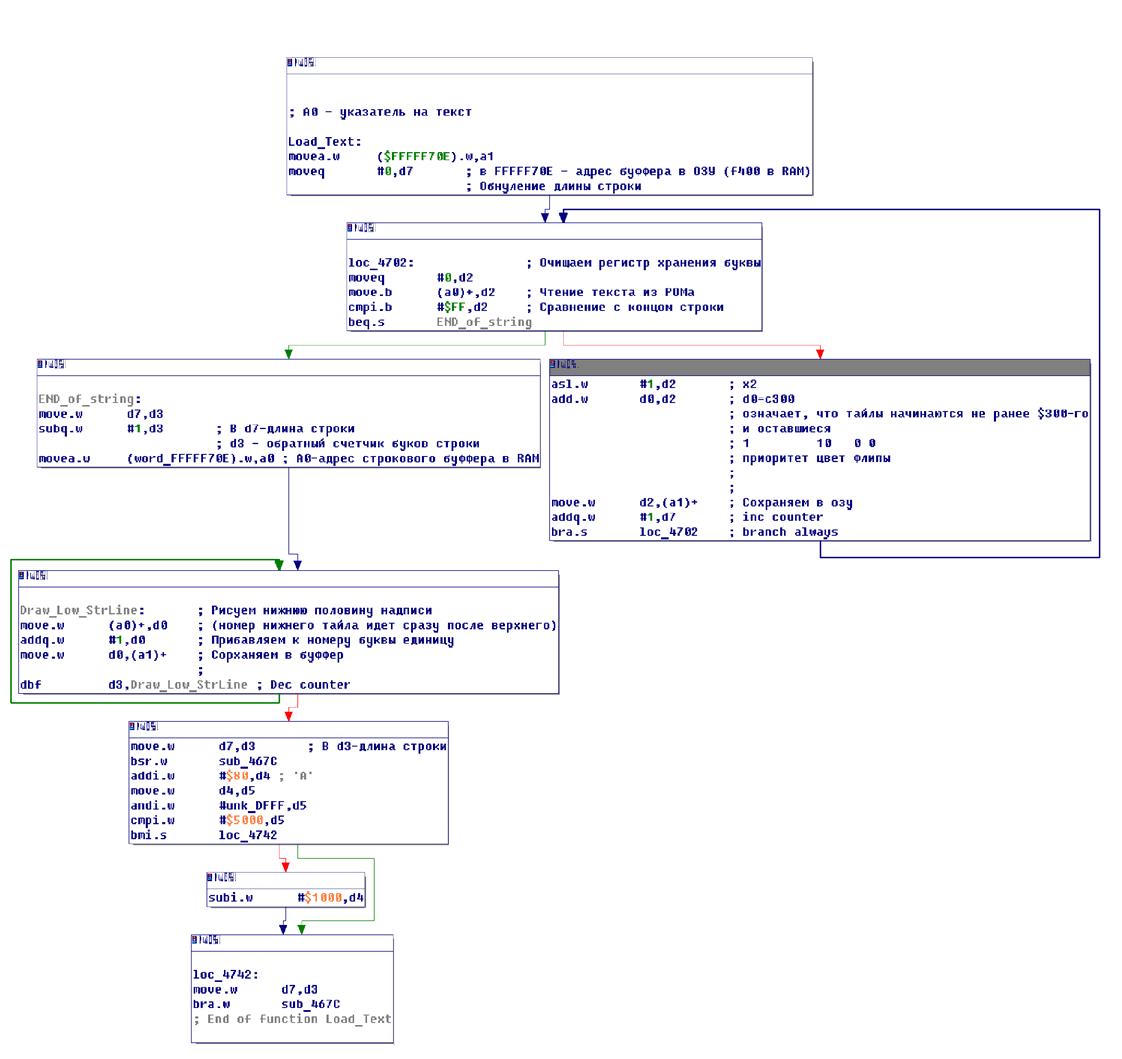 ; A0 - указатель на текст
Load_Text:
movea.w ($FFFFF70E).w,a1
moveq #0,d7 ; в FFFFF70E - адрес буффера в ОЗУ (f400 в RAM)
; Обнуление длины строки
loc_4702: ; Очищаем регистр хранения буквы
moveq #0,d2
move.b (a0)+,d2 ; Чтение текста из РОМа
cmpi.b #$FF,d2 ; Сравнение с концом строки
beq.s END_of_string
END_of_string:
move.w d7,d3
subq.w #1,d3 ; В d7-длина строки
; d3 - обратный счетчик буков строки
movea.w (word_FFFFF70E).w,a0 ; A0-адрес строкового буффера в RAM
asl.w #1,d2 ; x2
add.w d0,d2 ; d0=c300
; означает, что тайлы начинаются не ранее $300-го
; и оставшиеся
; 1 10 0 0
; приоритет цвет флипы
;
;
move.w d2,(a1)+ ; Сохраняем в озу
addq.w #1,d7 ; inc counter
bra.s loc_4702 ; branch always
Draw_Low_StrLine: ; Рисуем нижнюю половину надписи
move.w (a0)+,d0 ; (номер нижнего тайла идет сразу после верхнего)
addq.w #1,d0 ; Прибавляем к номеру буквы единицу
move.w d0,(a1)+ ; Сорханяем в буффер
;
dbf d3,Draw_Low_StrLine ; Dec counter
move.w d7,d3 ; В d3-длина строки
bsr.w sub_467C
addi.w #$80,d4 ; 'A'
move.w d4,d5
andi.w #unk_DFFF,d5
cmpi.w #$5000,d5
bmi.s loc_4742
subi.w #$1000,d4
loc_4742:
move.w d7,d3
bra.w sub_467C
; End of function Load_Text